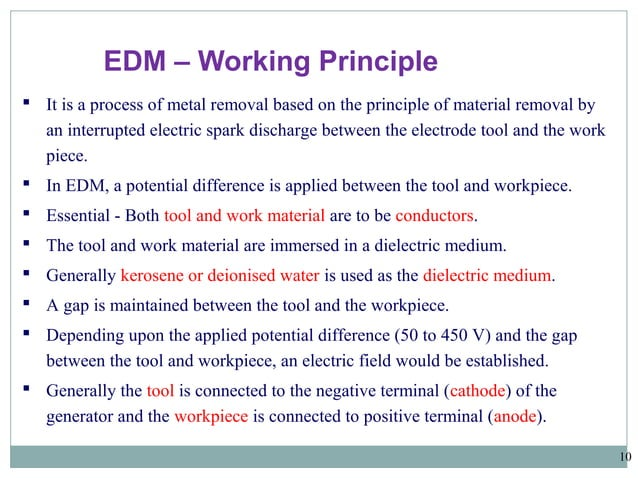 EDM – Working Principle
▪ It is a process of metal removal based on the principle of material removal by
an interrupted electric spark discharge between the electrode tool and the work
piece.
▪ In EDM, a potential difference is applied between the tool and workpiece.
▪ Essential - Both tool and work material are to be conductors.
▪ The tool and work material are immersed in a dielectric medium.
▪ Generally kerosene or deionised water is used as the dielectric medium.
▪ A gap is maintained between the tool and the workpiece.
▪ Depending upon the applied potential difference (50 to 450 V) and the gap
between the tool and workpiece, an electric field would be established.
▪ Generally the tool is connected to the negative terminal (cathode) of the
generator and the workpiece is connected to positive terminal (anode).
10